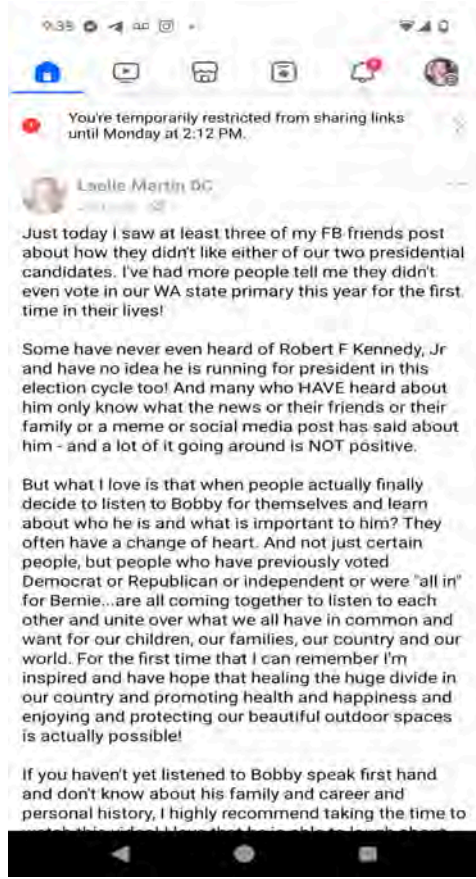 9:35
You're temporarily restricted from sharing links
until Monday at 2:12 PM.
Leslie Martin DC
Just today I saw at least three of my FB friends post
about how they didn't like either of our two presidential
candidates. I've had more people tell me they didn't
even vote in our WA state primary this year for the first
time in their lives!
Some have never even heard of Robert F Kennedy, Jr
and have no idea he is running for president in this
election cycle too! And many who HAVE heard about
him only know what the news or their friends or their
family or a meme or social media post has said about
him - and a lot of it going around is NOT positive.
But what I love is that when people actually finally
decide to listen to Bobby for themselves and learn
about who he is and what is important to him? They
often have a change of heart. And not just certain
people, but people who have previously voted
Democrat or Republican or independent or were "all in"
for Bernie...are all coming together to listen to each
other and unite over what we all have in common and
want for our children, our families, our country and our
world. For the first time that I can remember I'm
inspired and have hope that healing the huge divide in
our country and promoting health and happiness and
enjoying and protecting our beautiful outdoor spaces
is actually possible!
If you haven't yet listened to Bobby speak first hand
and don't know about his family and career and
personal history, I highly recommend taking the time to
watch this video! I love that he is able to laugh about